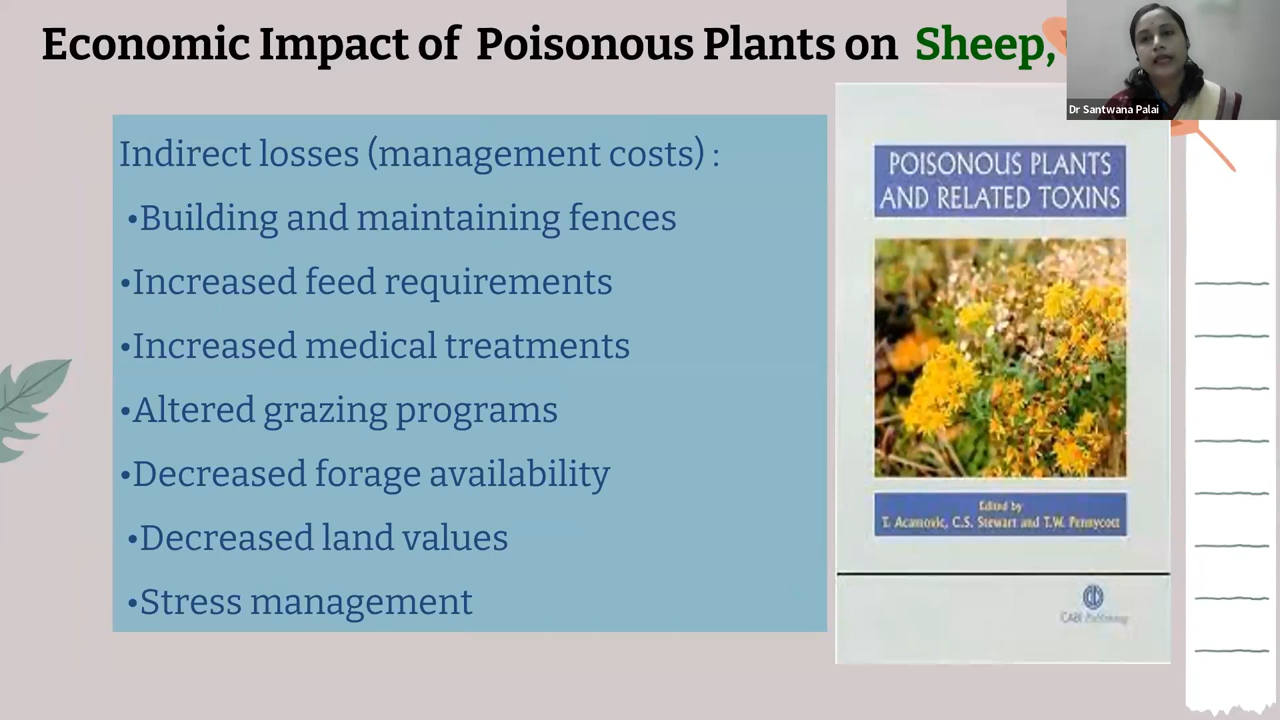 Economic Impact of Poisonous Plants on Sheep,
Dr Santwana Palai
Indirect losses (management costs) :
•Building and maintaining fences
•Increased feed requirements
•Increased medical treatments
•Altered grazing programs
•Decreased forage availability
•Decreased land values
•Stress management
POISONOUS PLANTS
AND RELATED TOXINS
Edited by
T. Acamovic, C.S. Stewart and T.W. Pennycott
CABI Publishing